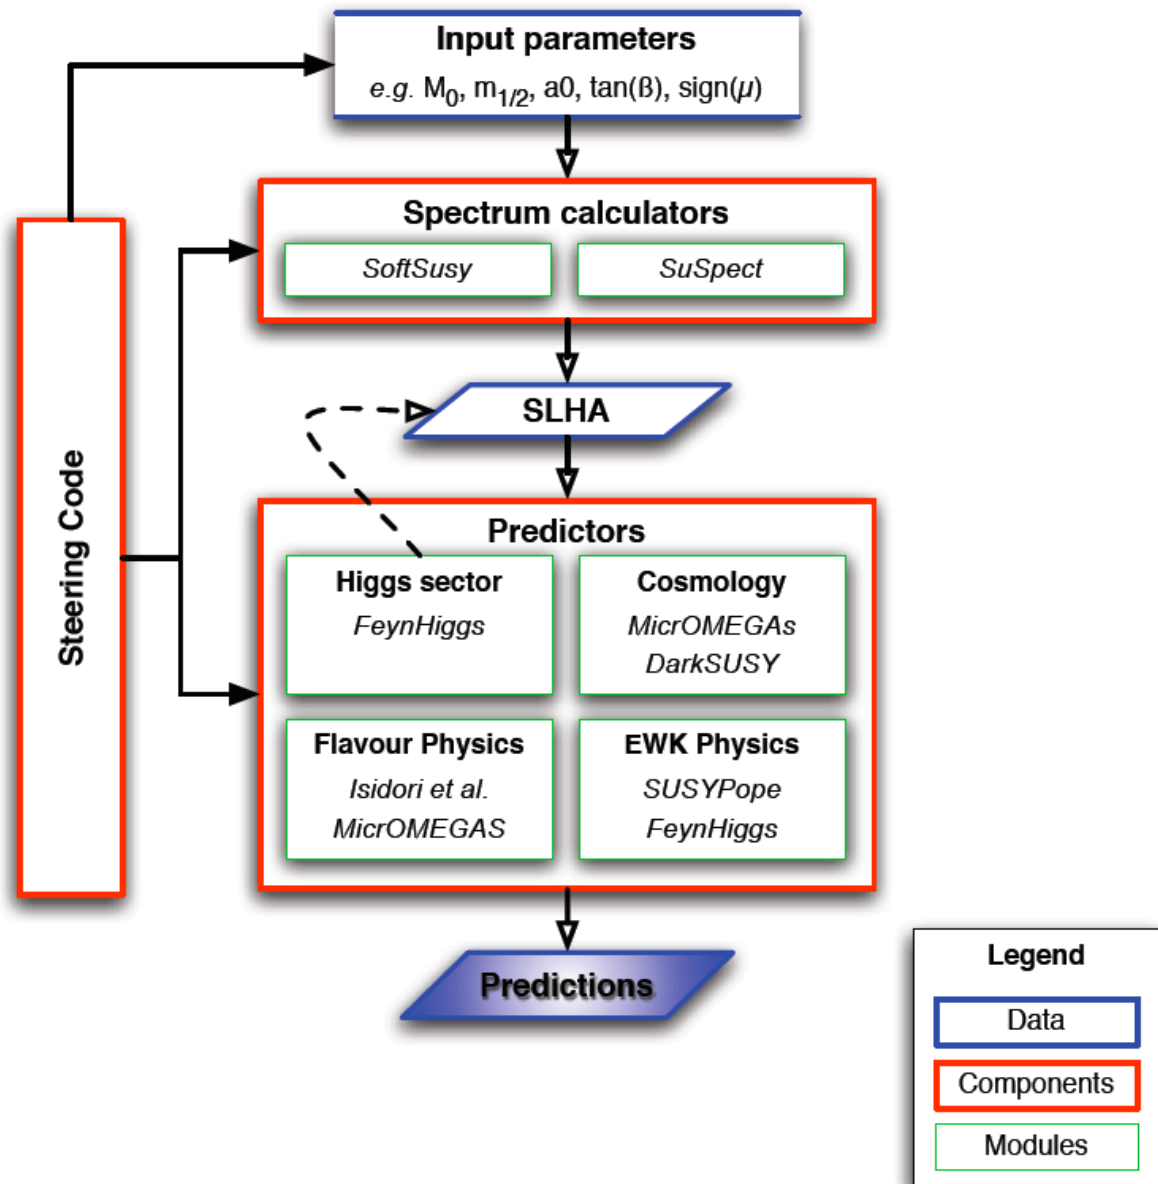 Input parameters
e.g. M0, m1/2, a0, tan(ß), sign(µ)
Spectrum calculators
SoftSusy
SuSpect
SLHA
Steering Code
Predictors
Higgs sector
FeynHiggs
Cosmology
MicrOMEGAs
DarkSUSY
Flavour Physics
Isidori et al.
MicrOMEGAS
EWK Physics
SUSYPope
FeynHiggs
Predictions
Legend
Data
Components
Modules